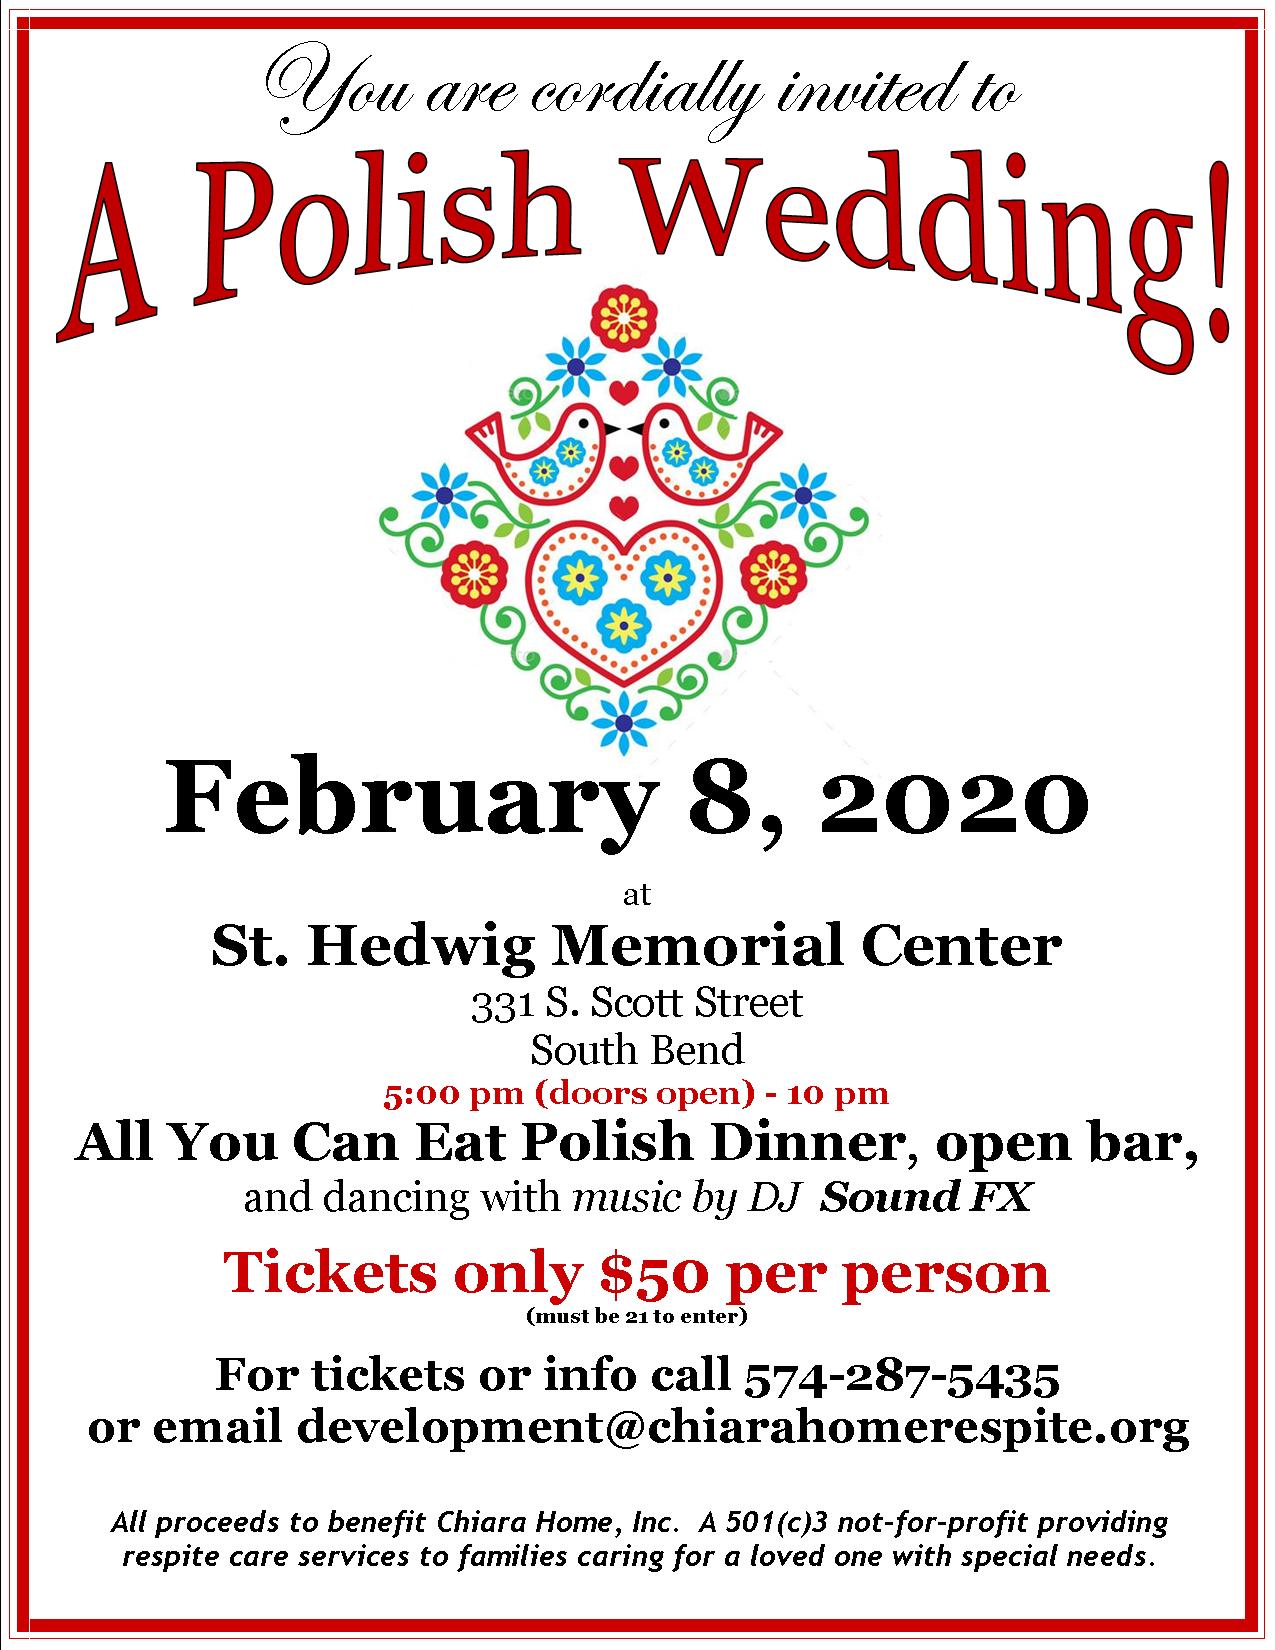 You are cordially invited to
A Polish Wedding!
February 8, 2020
at
St. Hedwig Memorial Center
331 S. Scott Street
South Bend
5:00 pm (doors open) - 10 pm
All You Can Eat Polish Dinner, open bar,
and dancing with music by DJ  Sound FX
Tickets only $50 per person
(must be 21 to enter)
For tickets or info call 574-287-5435
or email development@chiarahomerespite.org
All proceeds to benefit Chiara Home, Inc.  A 501(c)3 not-for-profit providing
respite care services to families caring for a loved one with special needs.